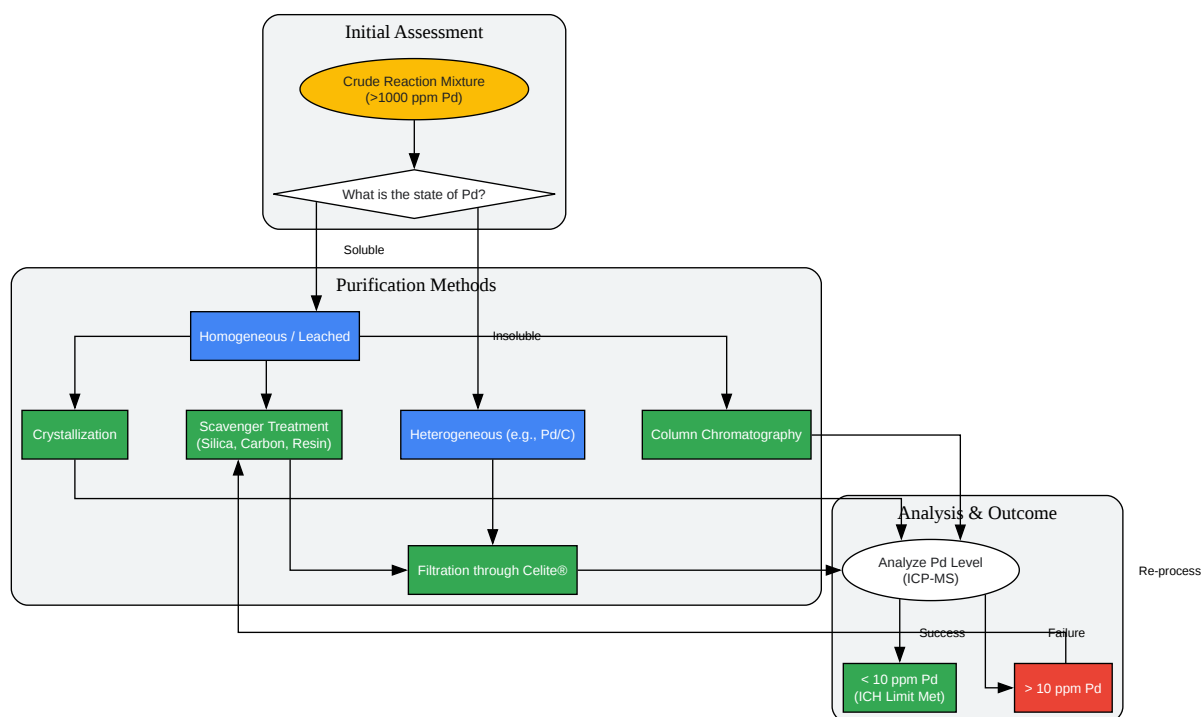 Initial Assessment
Crude Reaction Mixture
(>1000 ppm Pd)
What is the state of Pd?
Soluble
Purification Methods
Homogeneous / Leached
Insoluble
Crystallization
Scavenger Treatment
(Silica, Carbon, Resin)
Heterogeneous (e.g., Pd/C)
Column Chromatography
Analysis & Outcome
Filtration through Celite®
Analyze Pd Level
(ICP-MS)
Re-process
Success
Failure
< 10 ppm Pd
(ICH Limit Met)
> 10 ppm Pd